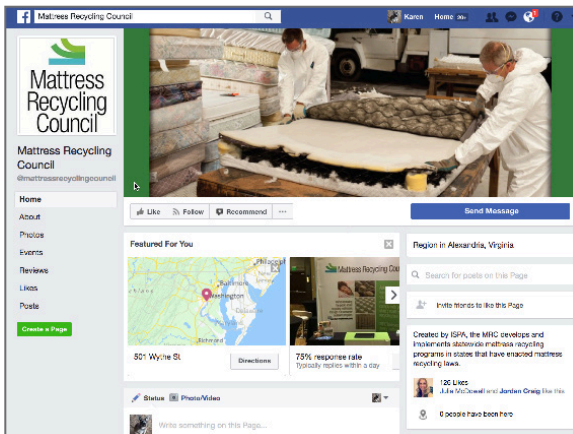 Mattress Recycling Council
Karen
Home 20+
Mattress
Recycling
Council
Mattress Recycling
Council
@mattressrecyclingcouncil
Home
About
Photos
Events
Reviews
Likes
Posts
Create a Page
Like
Follow
Recommend
Send Message
Featured For You
Baltimore
Washington
Richmond
501 Wythe St
Directions
Mattress Recycling Cou
75% response rate
Typically replies within a day
Status
Photo/Video
Write something on this Page...
Region in Alexandria, Virginia
Search for posts on this Page
Invite friends to like this Page
Created by ISPA, the MRC develops and
implements statewide mattress recycling
programs in states that have enacted mattress
recycling laws.
126 Likes
Julie McDowell and Jordan Craig like this
0 people have been here